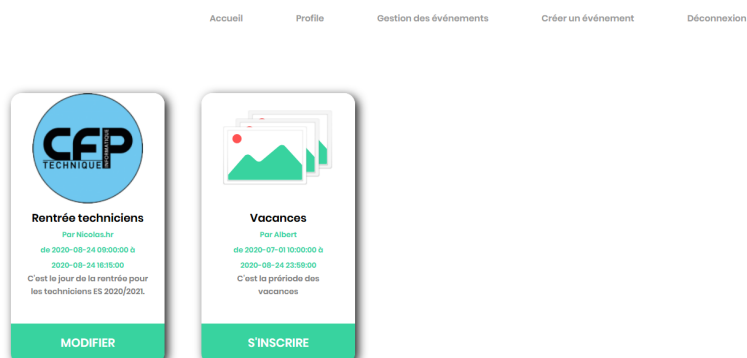 Accueil Profile Gestion des événements Créer un événement Déconnexion
CFP
TECHNIQUE
INFORMATIQUE
Rentrée techniciens
Par Nicolas.hr
de 2020-08-24 09:00:00 à
2020-08-24 16:15:00
C'est le jour de la rentrée pour
les techniciens ES 2020/2021.
MODIFIER
Vacances
Par Albert
de 2020-07-01 10:00:00 à
2020-08-24 23:59:00
C'est la prériode des
vacances
S'INSCRIRE